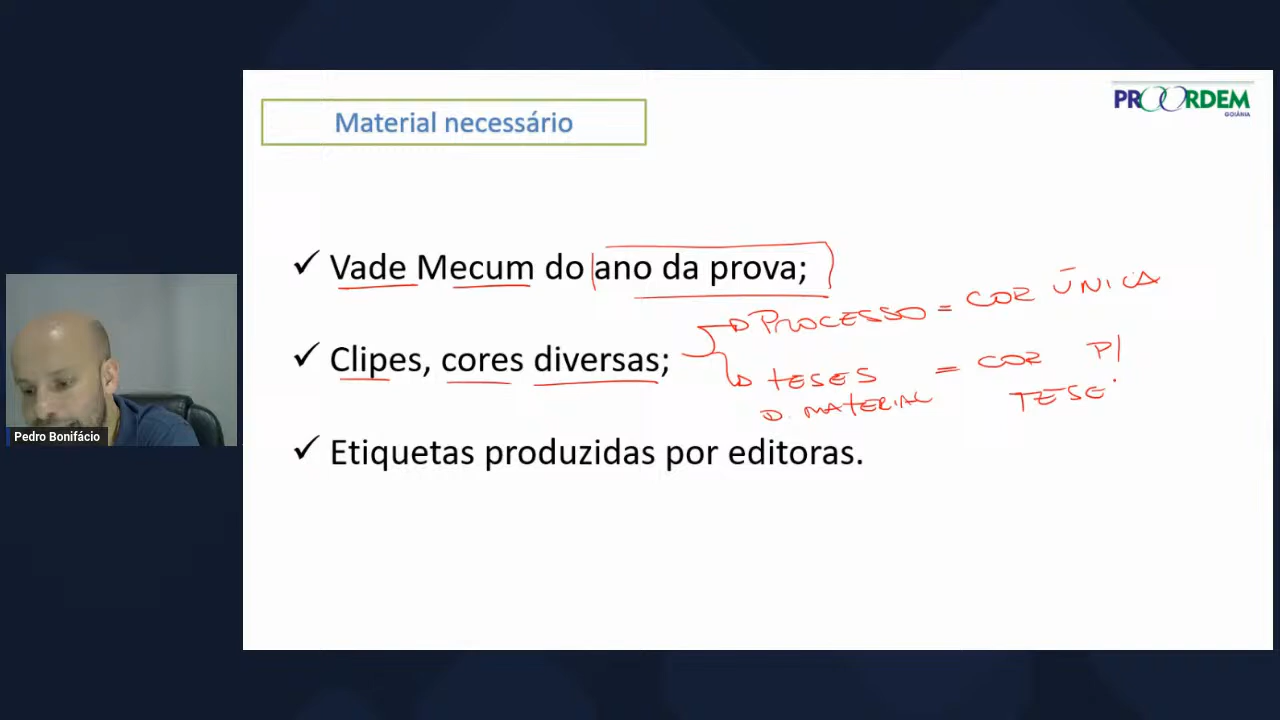 PROORDEM
GOIÂNIA
Material necessário
✓ Vade Mecum do ano da prova;
PROCESSO = COR ÚNICA
✓ Clipes, cores diversas;
TESES = COR P/
D. MATERIAL TESE
✓ Etiquetas produzidas por editoras.
Pedro Bonifácio